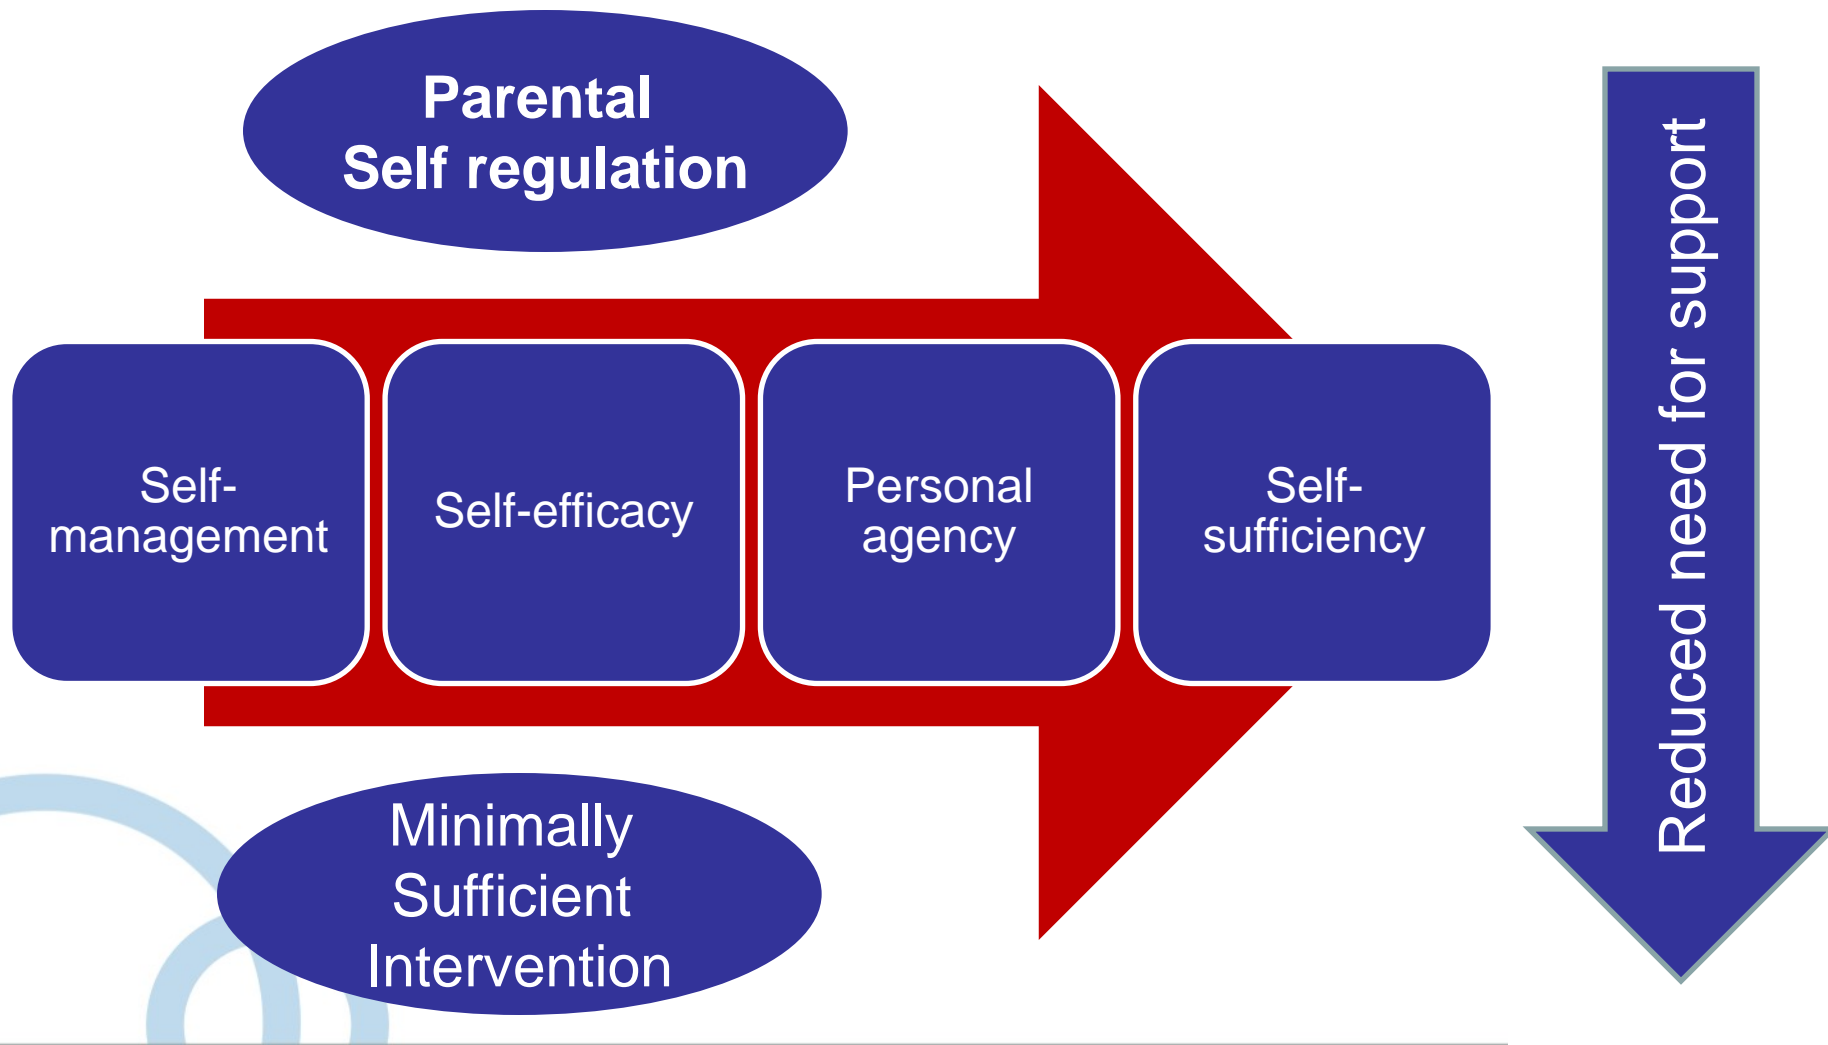 Parental
Self regulation
Self-
management
Self-efficacy
Personal
agency
Self-
sufficiency
Minimally
Sufficient
Intervention
Reduced need for support